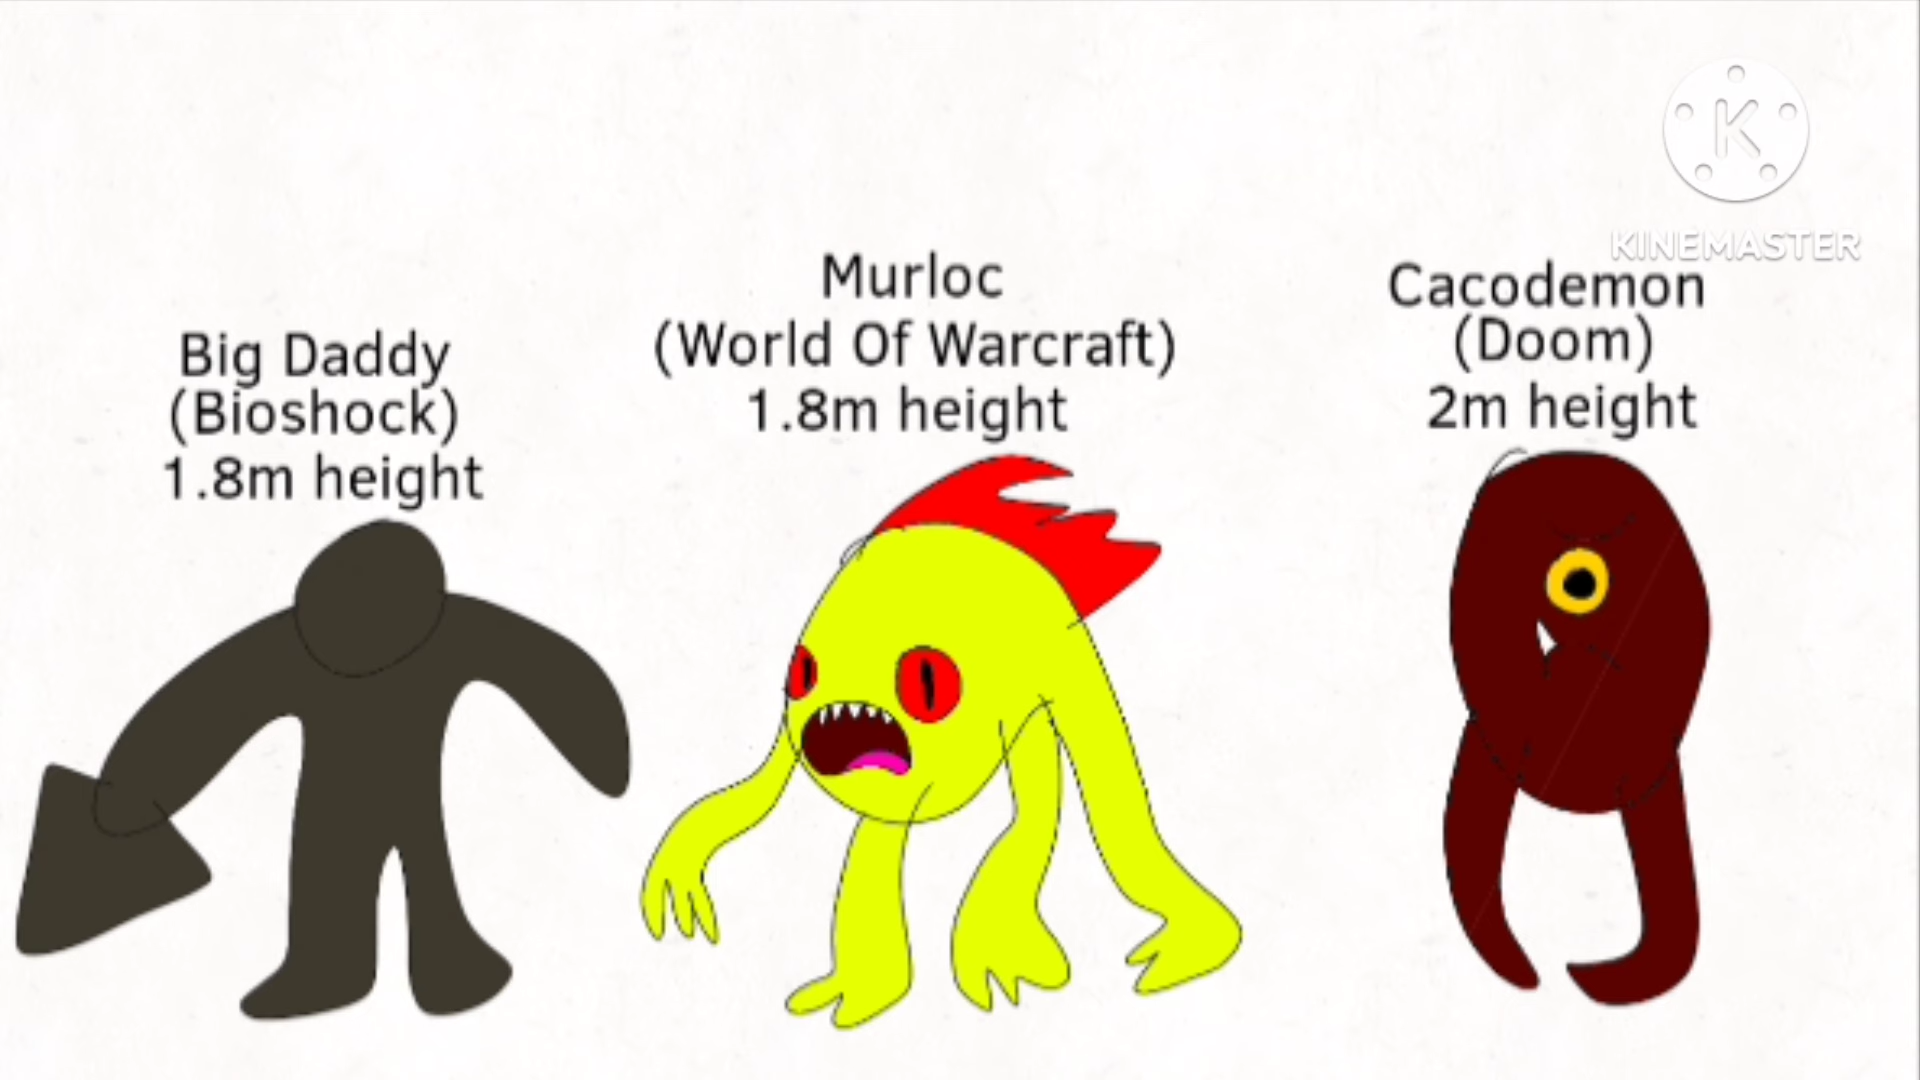 Big Daddy
(Bioshock)
1.8m height
Murloc
(World Of Warcraft)
1.8m height
Cacodemon
(Doom)
2m height
K
KINEMASTER